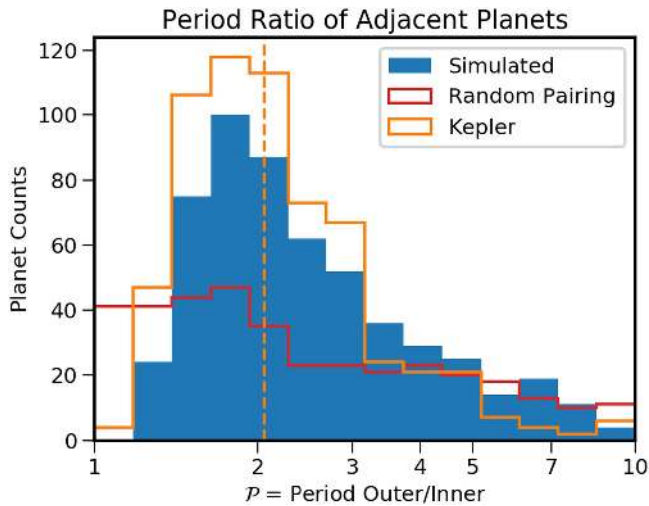 Period Ratio of Adjacent Planets
Simulated
Random Pairing
Kepler
Planet Counts
120
100
80
60
40
20
0
1
2
3
4
5
7
10
𝒫 = Period Outer/Inner